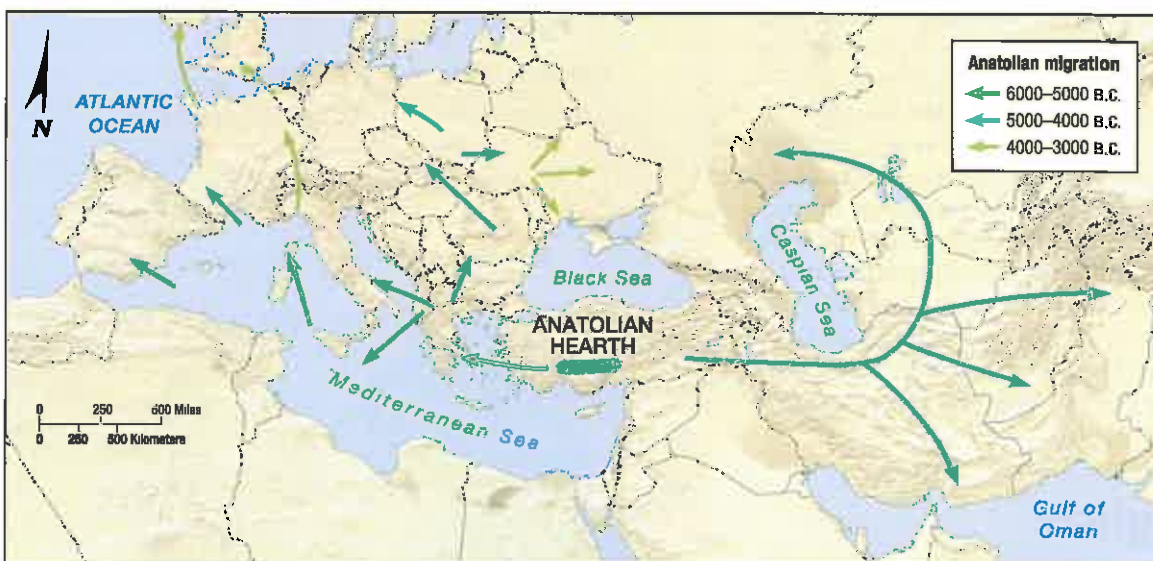 N
ATLANTIC
OCEAN
Anatolian migration
6000–5000 B.C.
5000–4000 B.C.
4000–3000 B.C.
Black Sea
Caspian Sea
ANATOLIAN
HEARTH
Mediterranean Sea
0 250 500 Miles
0 250 500 Kilometers
Gulf of
Oman